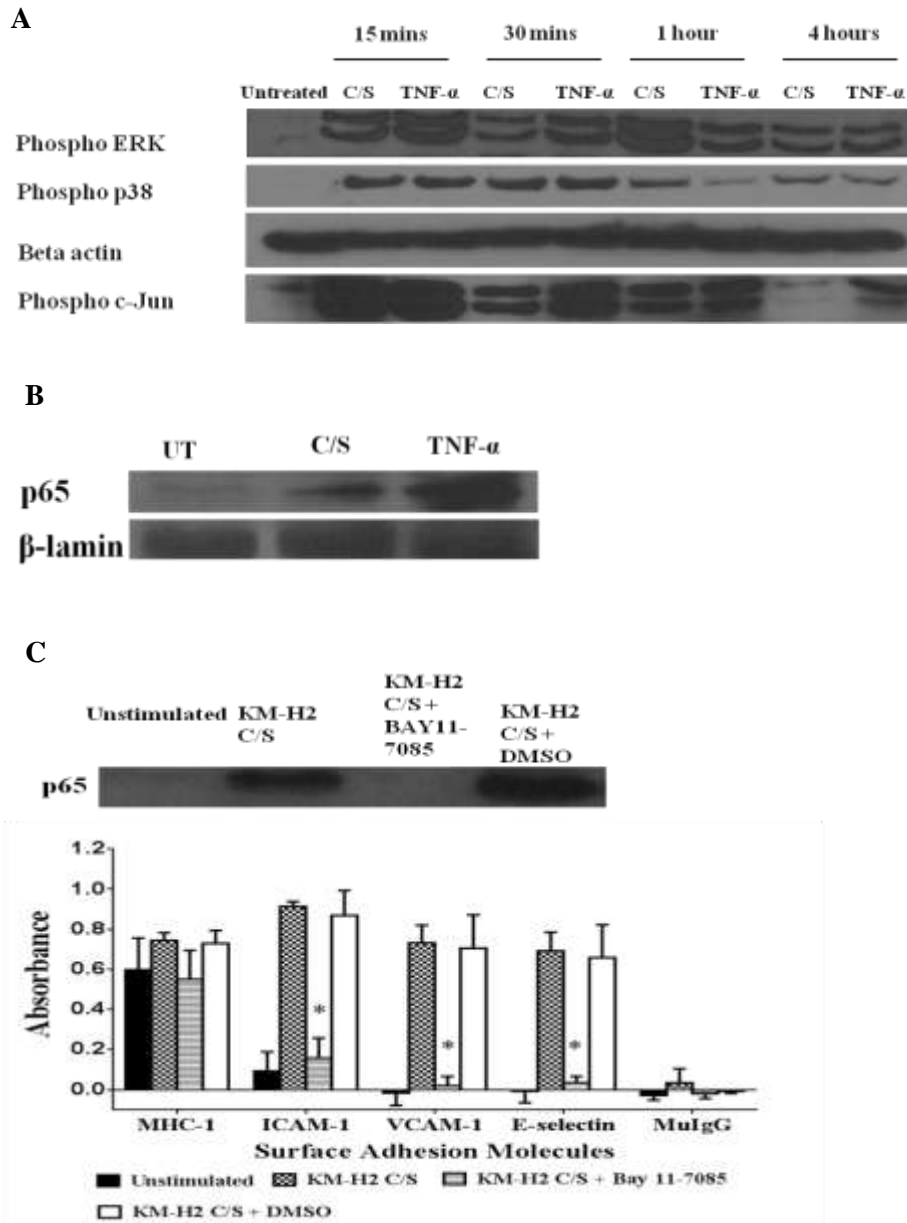 A
15 mins 30 mins 1 hour 4 hours
Untreated C/S TNF-α C/S TNF-α C/S TNF-α C/S TNF-α
Phospho ERK
Phospho p38
Beta actin
Phospho c-Jun
B
UT C/S TNF-α
p65
β-lamin
C
Unstimulated
KM-H2
C/S
KM-H2
C/S +
BAY11-
7085
KM-H2
C/S +
DMSO
p65
1.2
1.0
0.8
0.6
0.4
0.2
0.0
Absorbance
* * *
MHC-1 ICAM-1 VCAM-1 E-selectin MuIgG
Surface Adhesion Molecules
Unstimulated KM-H2 C/S KM-H2 C/S + Bay 11-7085
KM-H2 C/S + DMSO